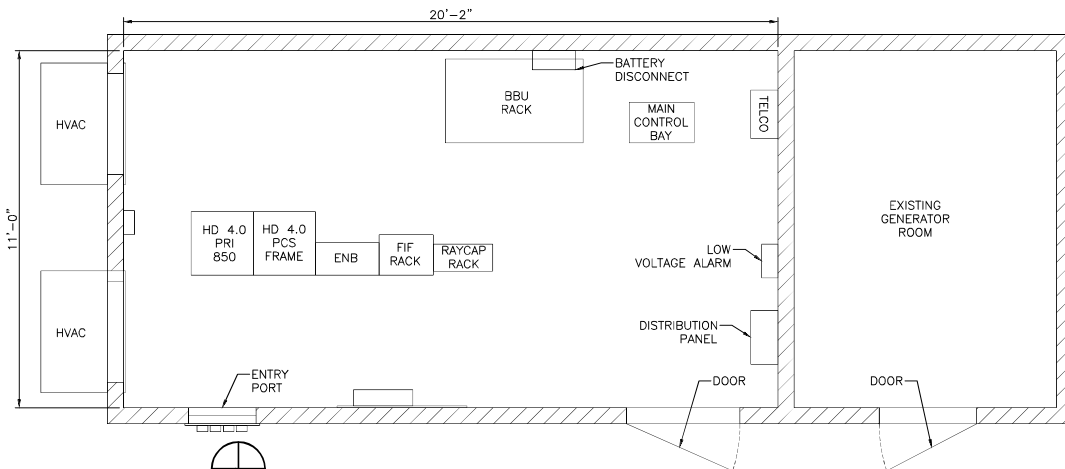 20'-2"
11'-0"
HVAC
HVAC
BATTERY
DISCONNECT
BBU
RACK
MAIN
CONTROL
BAY
TELCO
HD 4.0
PRI
850
HD 4.0
PCS
FRAME
ENB
FIF
RACK
RAYCAP
RACK
LOW
VOLTAGE ALARM
EXISTING
GENERATOR
ROOM
DISTRIBUTION
PANEL
ENTRY
PORT
DOOR
DOOR